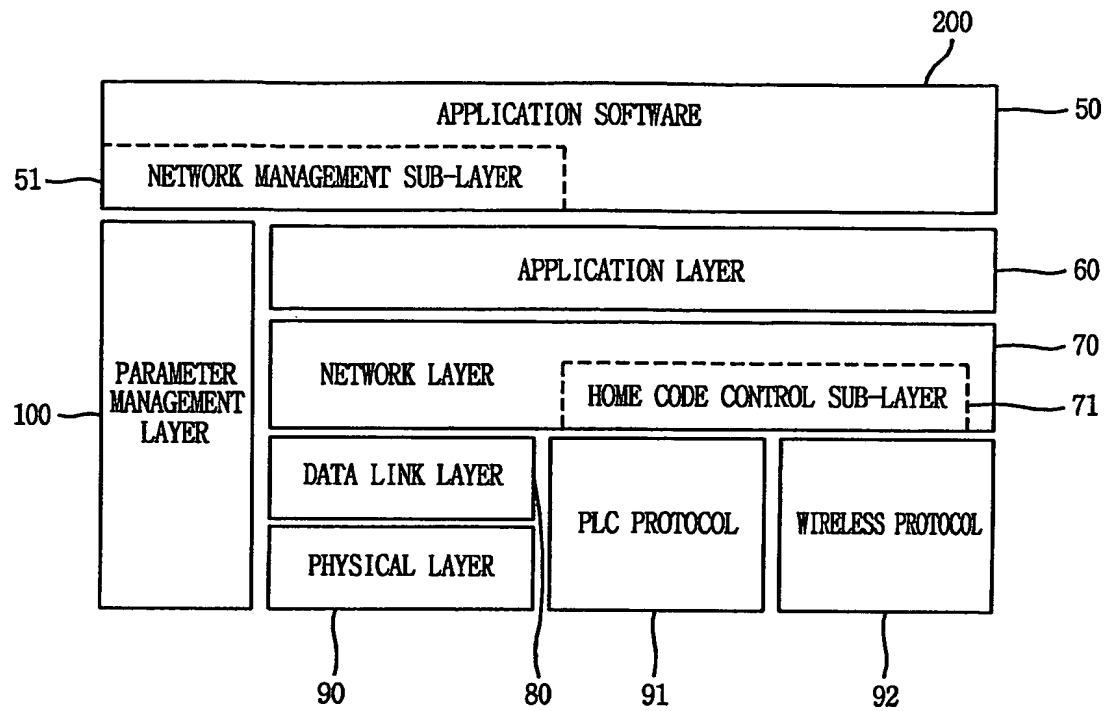 200
APPLICATION SOFTWARE
50
NETWORK MANAGEMENT SUB-LAYER
51
APPLICATION LAYER
60
NETWORK LAYER
70
HOME CODE CONTROL SUB-LAYER
71
PARAMETER
MANAGEMENT
LAYER
100
DATA LINK LAYER
PHYSICAL LAYER
PLC PROTOCOL
WIRELESS PROTOCOL
90
80
91
92